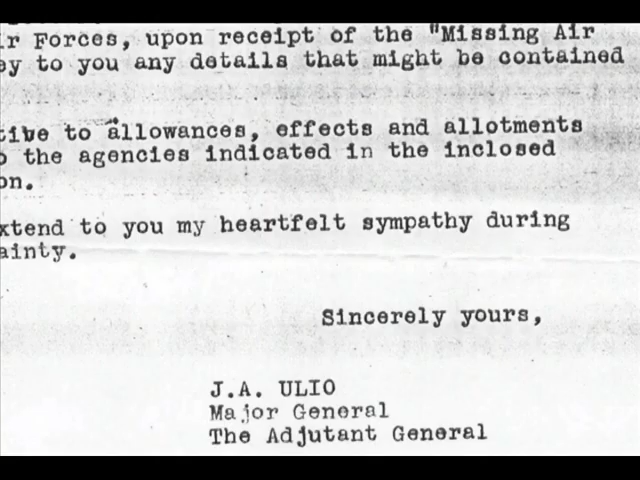 ir Forces, upon receipt of the "Missing Air
ey to you any details that might be contained
tive to allowances, effects and allotments
o the agencies indicated in the inclosed
on.
xtend to you my heartfelt sympathy during
ainty.
Sincerely yours,
J.A. ULIO
Major General
The Adjutant General